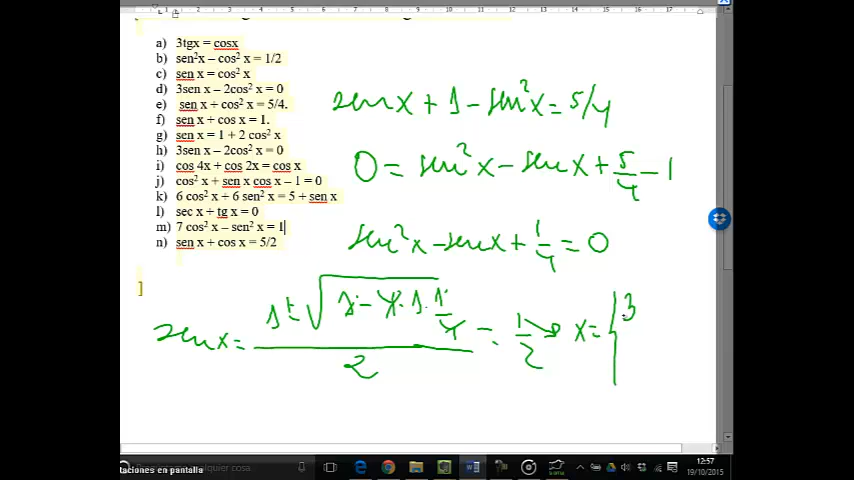 a) 3tgx = cosx
b) sen²x – cos² x = 1/2
c) sen x = cos² x
d) 3sen x – 2cos² x = 0
e) sen x + cos² x = 5/4.
f) sen x + cos x = 1.
g) sen x = 1 + 2 cos² x
h) 3sen x – 2cos² x = 0
i) cos 4x + cos 2x = cos x
j) cos² x + sen x cos x – 1 = 0
k) 6 cos² x + 6 sen² x = 5 + sen x
l) sec x + tg x = 0
m) 7 cos² x – sen² x = 1
n) sen x + cos x = 5/2
]
sen x + 1 - sen²x = 5/4
0 = sen²x - sen x + 5/4 - 1
sen²x - sen x + 1/4 = 0
sen x = (1 ± √(1 - 4·1·1/4)) / 2 = 1/2 → x = { 3
12:57
19/10/2015